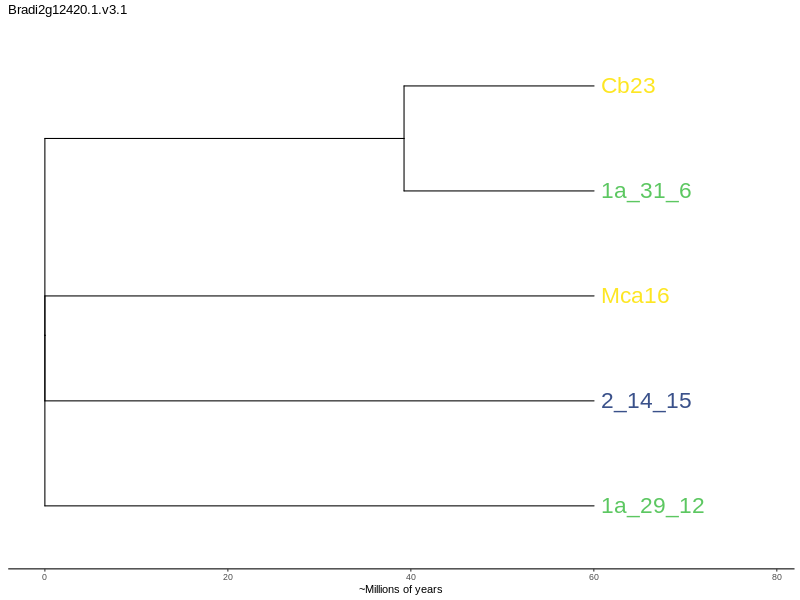 Bradi2g12420.1.v3.1
Cb23
1a_31_6
Mca16
2_14_15
1a_29_12
0 20 40 60 80
~Millions of years